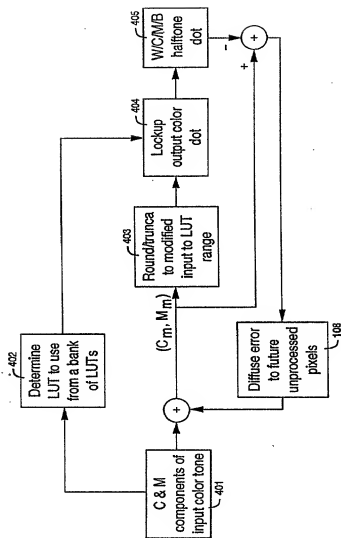 C & M
components of
input color tone
401
Determine
LUT to use
from a bank
of LUTs
402
+
(Cm, Mm)
Round/trunca
to modified
input to LUT
range
403
Lockup
output color
dot
404
W/C/M/B
halftone
dot
405
-
+
+
Diffuse error
to future
unprocessed
pixels
108